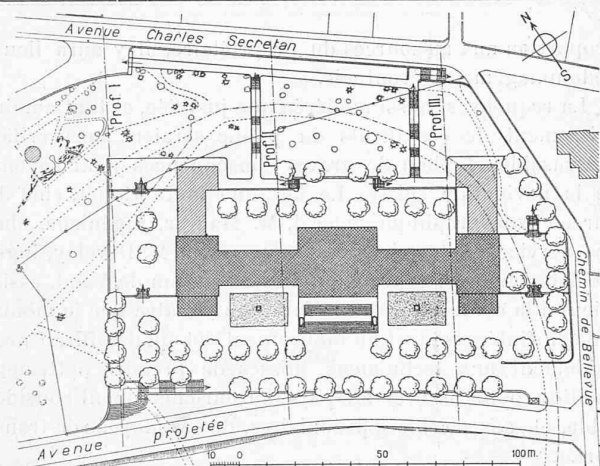 Avenue Charles Secretan
N
S
Prof. I
Prof. II
Prof. III
Chemin de Bellevue
Avenue projetée
10 0 50 100 m.